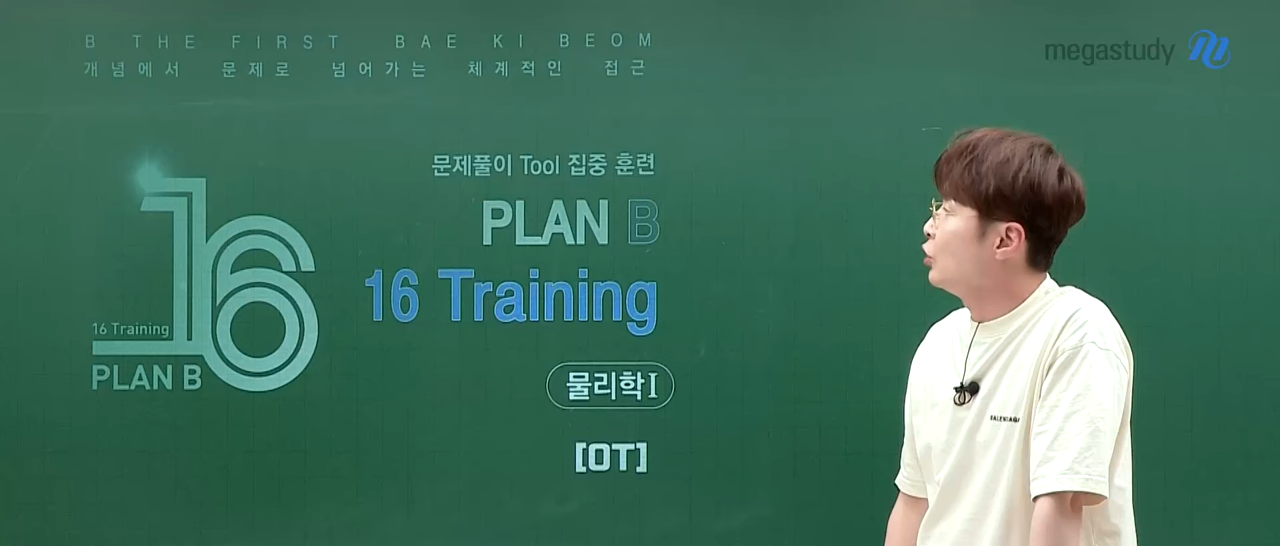 B THE FIRST BAE KI BEOM
개념에서 문제로 넘어가는 체계적인 접근
megastudy
문제풀이 Tool 집중 훈련
PLAN B
16 Training
물리학I
[OT]
16
16 Training
PLAN B
BALENCIAGA